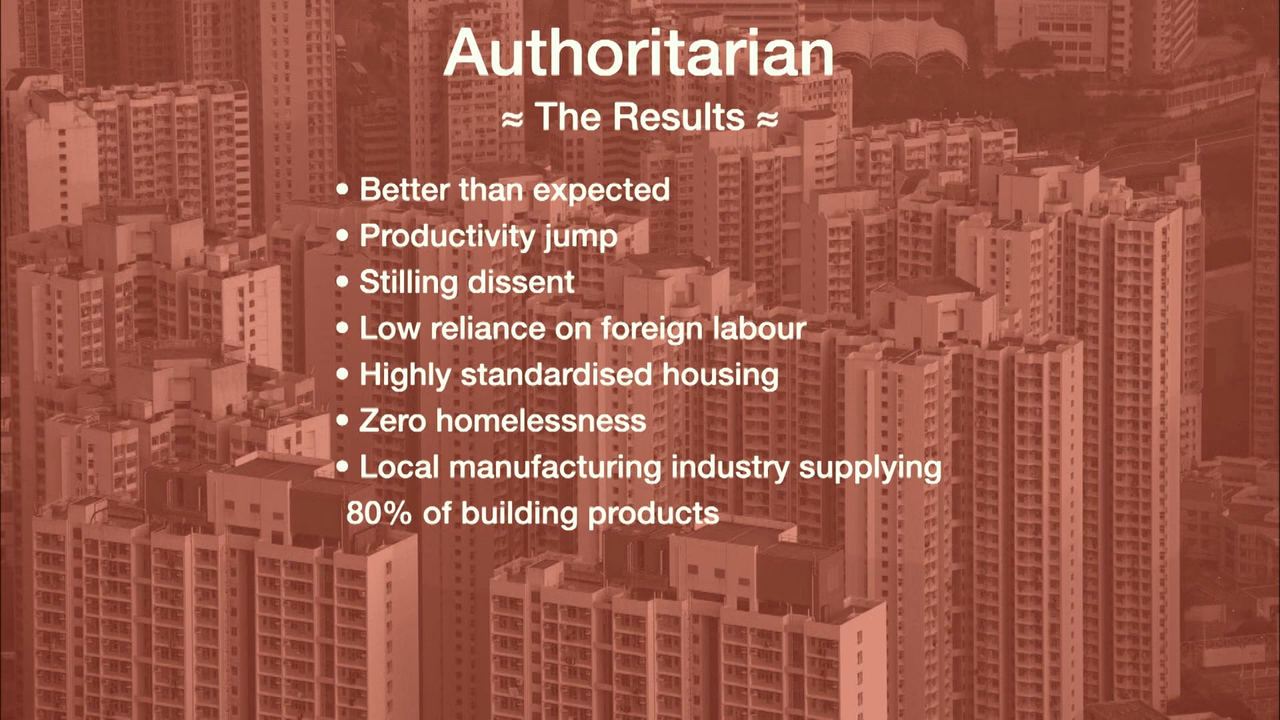 Authoritarian
≈ The Results ≈
• Better than expected
• Productivity jump
• Stilling dissent
• Low reliance on foreign labour
• Highly standardised housing
• Zero homelessness
• Local manufacturing industry supplying
80% of building products